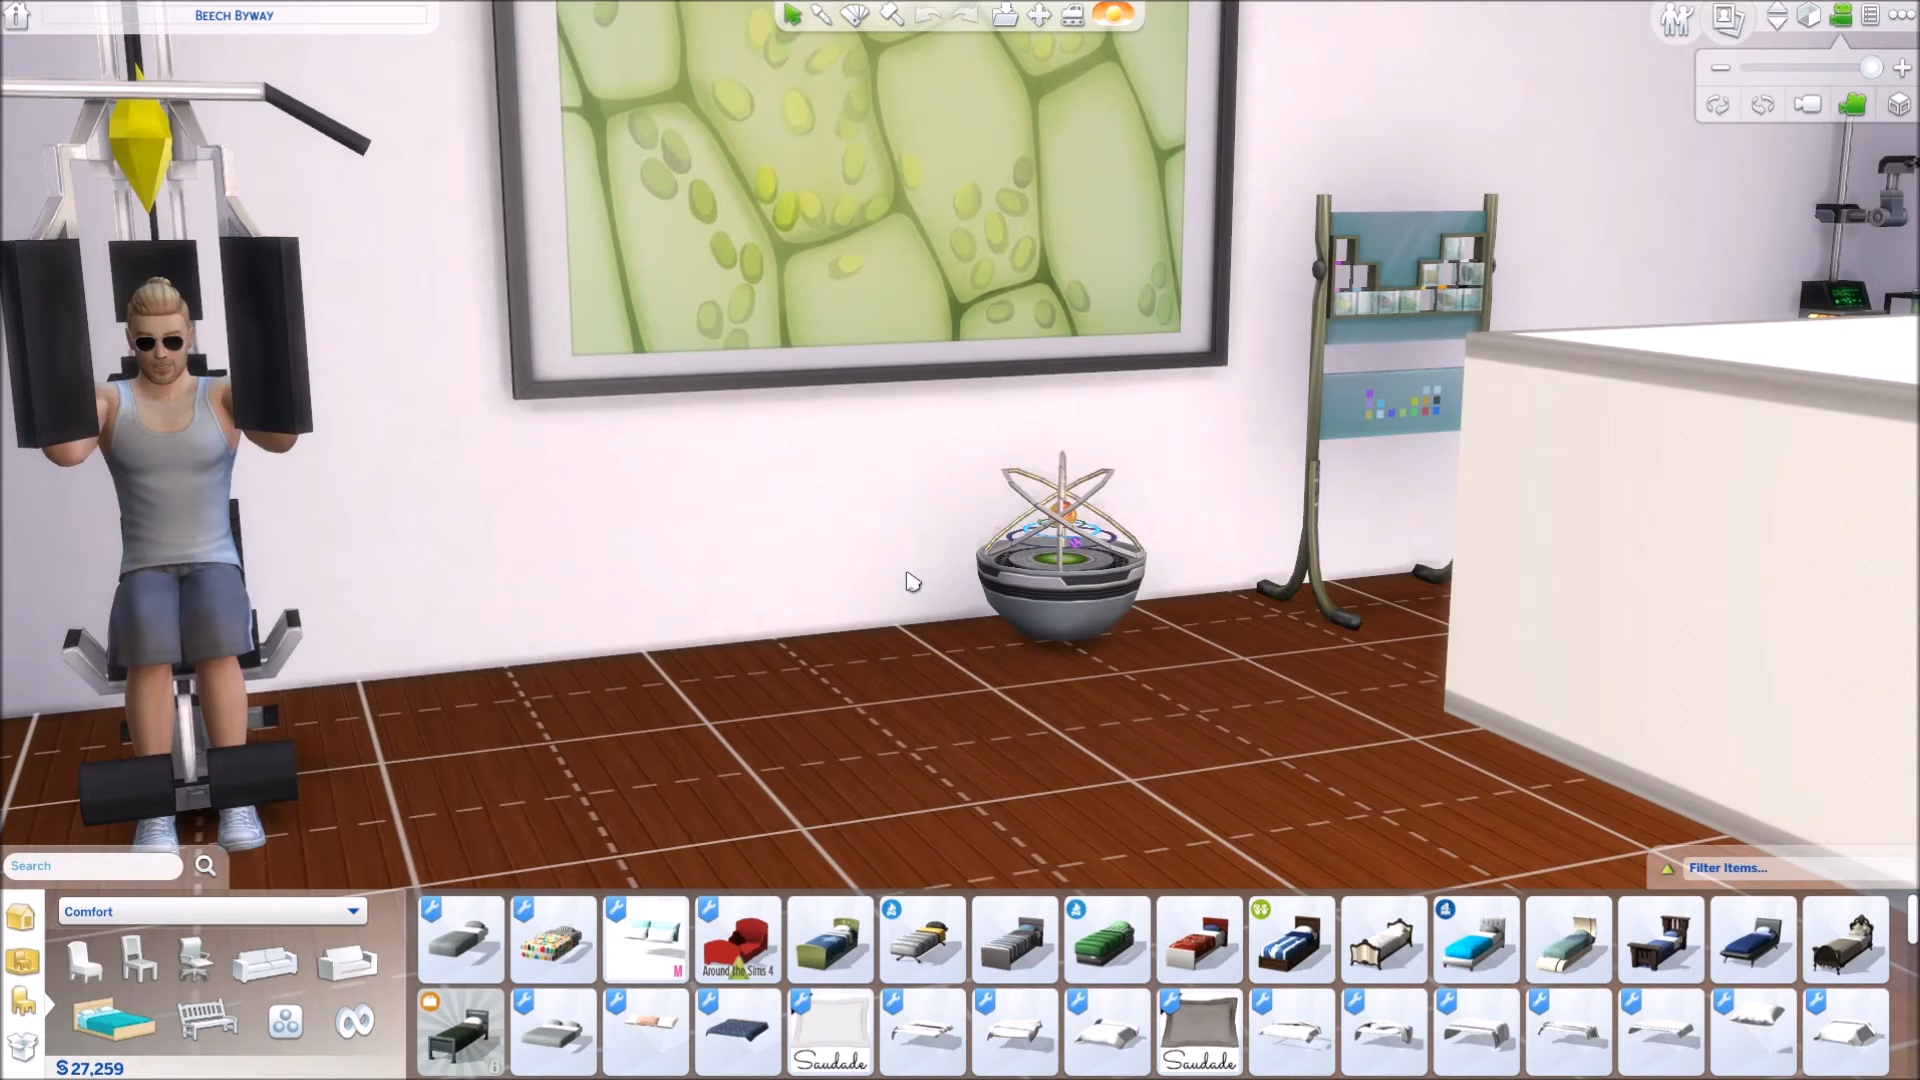 BEECH BYWAY
Search
Filter Items...
Comfort
M
Around the Sims 4
Saudade
Saudade
§27,259